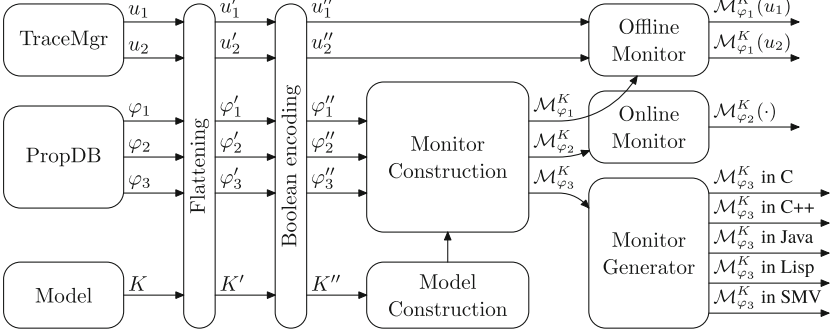 TraceMgr
u₁
u₂
PropDB
φ₁
φ₂
φ₃
Model
K
Flattening
u′₁
u′₂
φ′₁
φ′₂
φ′₃
K′
Boolean encoding
u″₁
u″₂
φ″₁
φ″₂
φ″₃
K″
Monitor
Construction
Model
Construction
ℳ^K_φ₁
ℳ^K_φ₂
ℳ^K_φ₃
Offline
Monitor
ℳ^K_φ₁(u₁)
ℳ^K_φ₁(u₂)
Online
Monitor
ℳ^K_φ₂(·)
Monitor
Generator
ℳ^K_φ₃ in C
ℳ^K_φ₃ in C++
ℳ^K_φ₃ in Java
ℳ^K_φ₃ in Lisp
ℳ^K_φ₃ in SMV